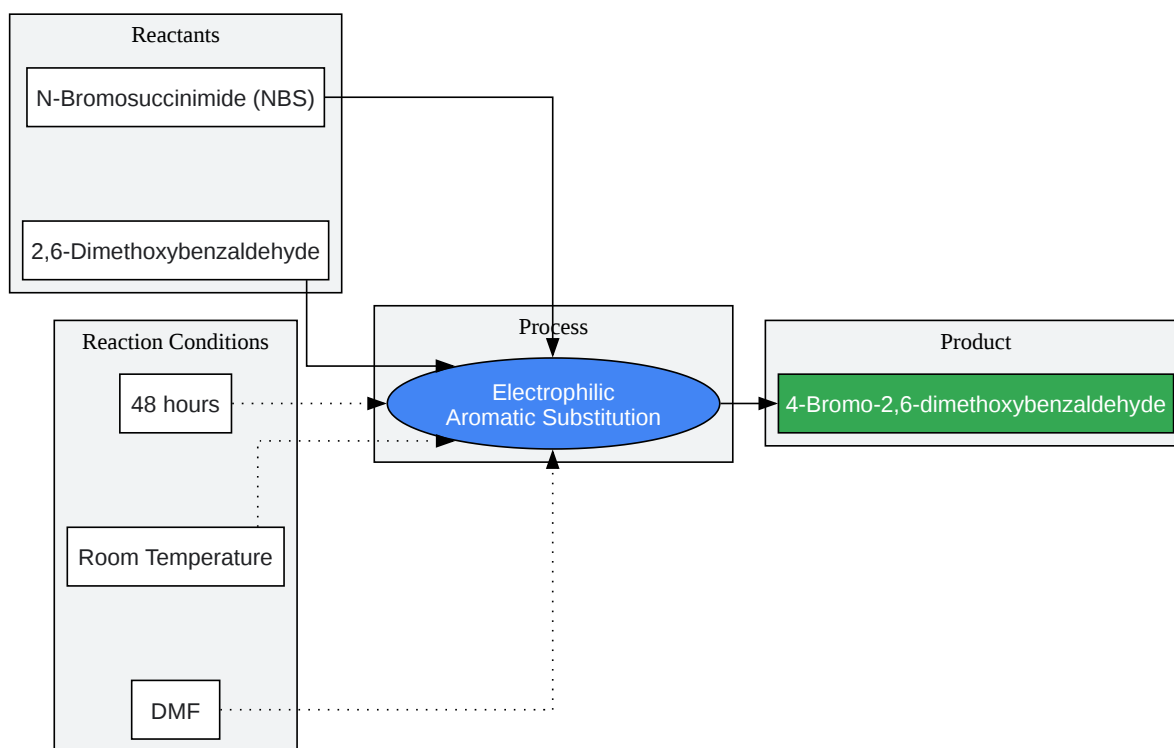 Reactants
N-Bromosuccinimide (NBS)
2,6-Dimethoxybenzaldehyde
Reaction Conditions
48 hours
Room Temperature
DMF
Process
Electrophilic
Aromatic Substitution
Product
4-Bromo-2,6-dimethoxybenzaldehyde